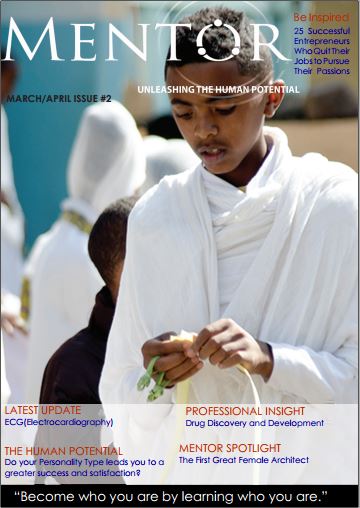 MENTOR
Be Inspired
25 Successful
Entrepreneurs
Who Quit Their
Jobs to Pursue
Their Passions
UNLEASHING THE HUMAN POTENTIAL
MARCH/APRIL ISSUE #2
LATEST UPDATE
ECG(Electrocardiography)
THE HUMAN POTENTIAL
Do your Personality Type leads you to a
greater success and satisfaction?
PROFESSIONAL INSIGHT
Drug Discovery and Development
MENTOR SPOTLIGHT
The First Great Female Architect
“Become who you are by learning who you are.”